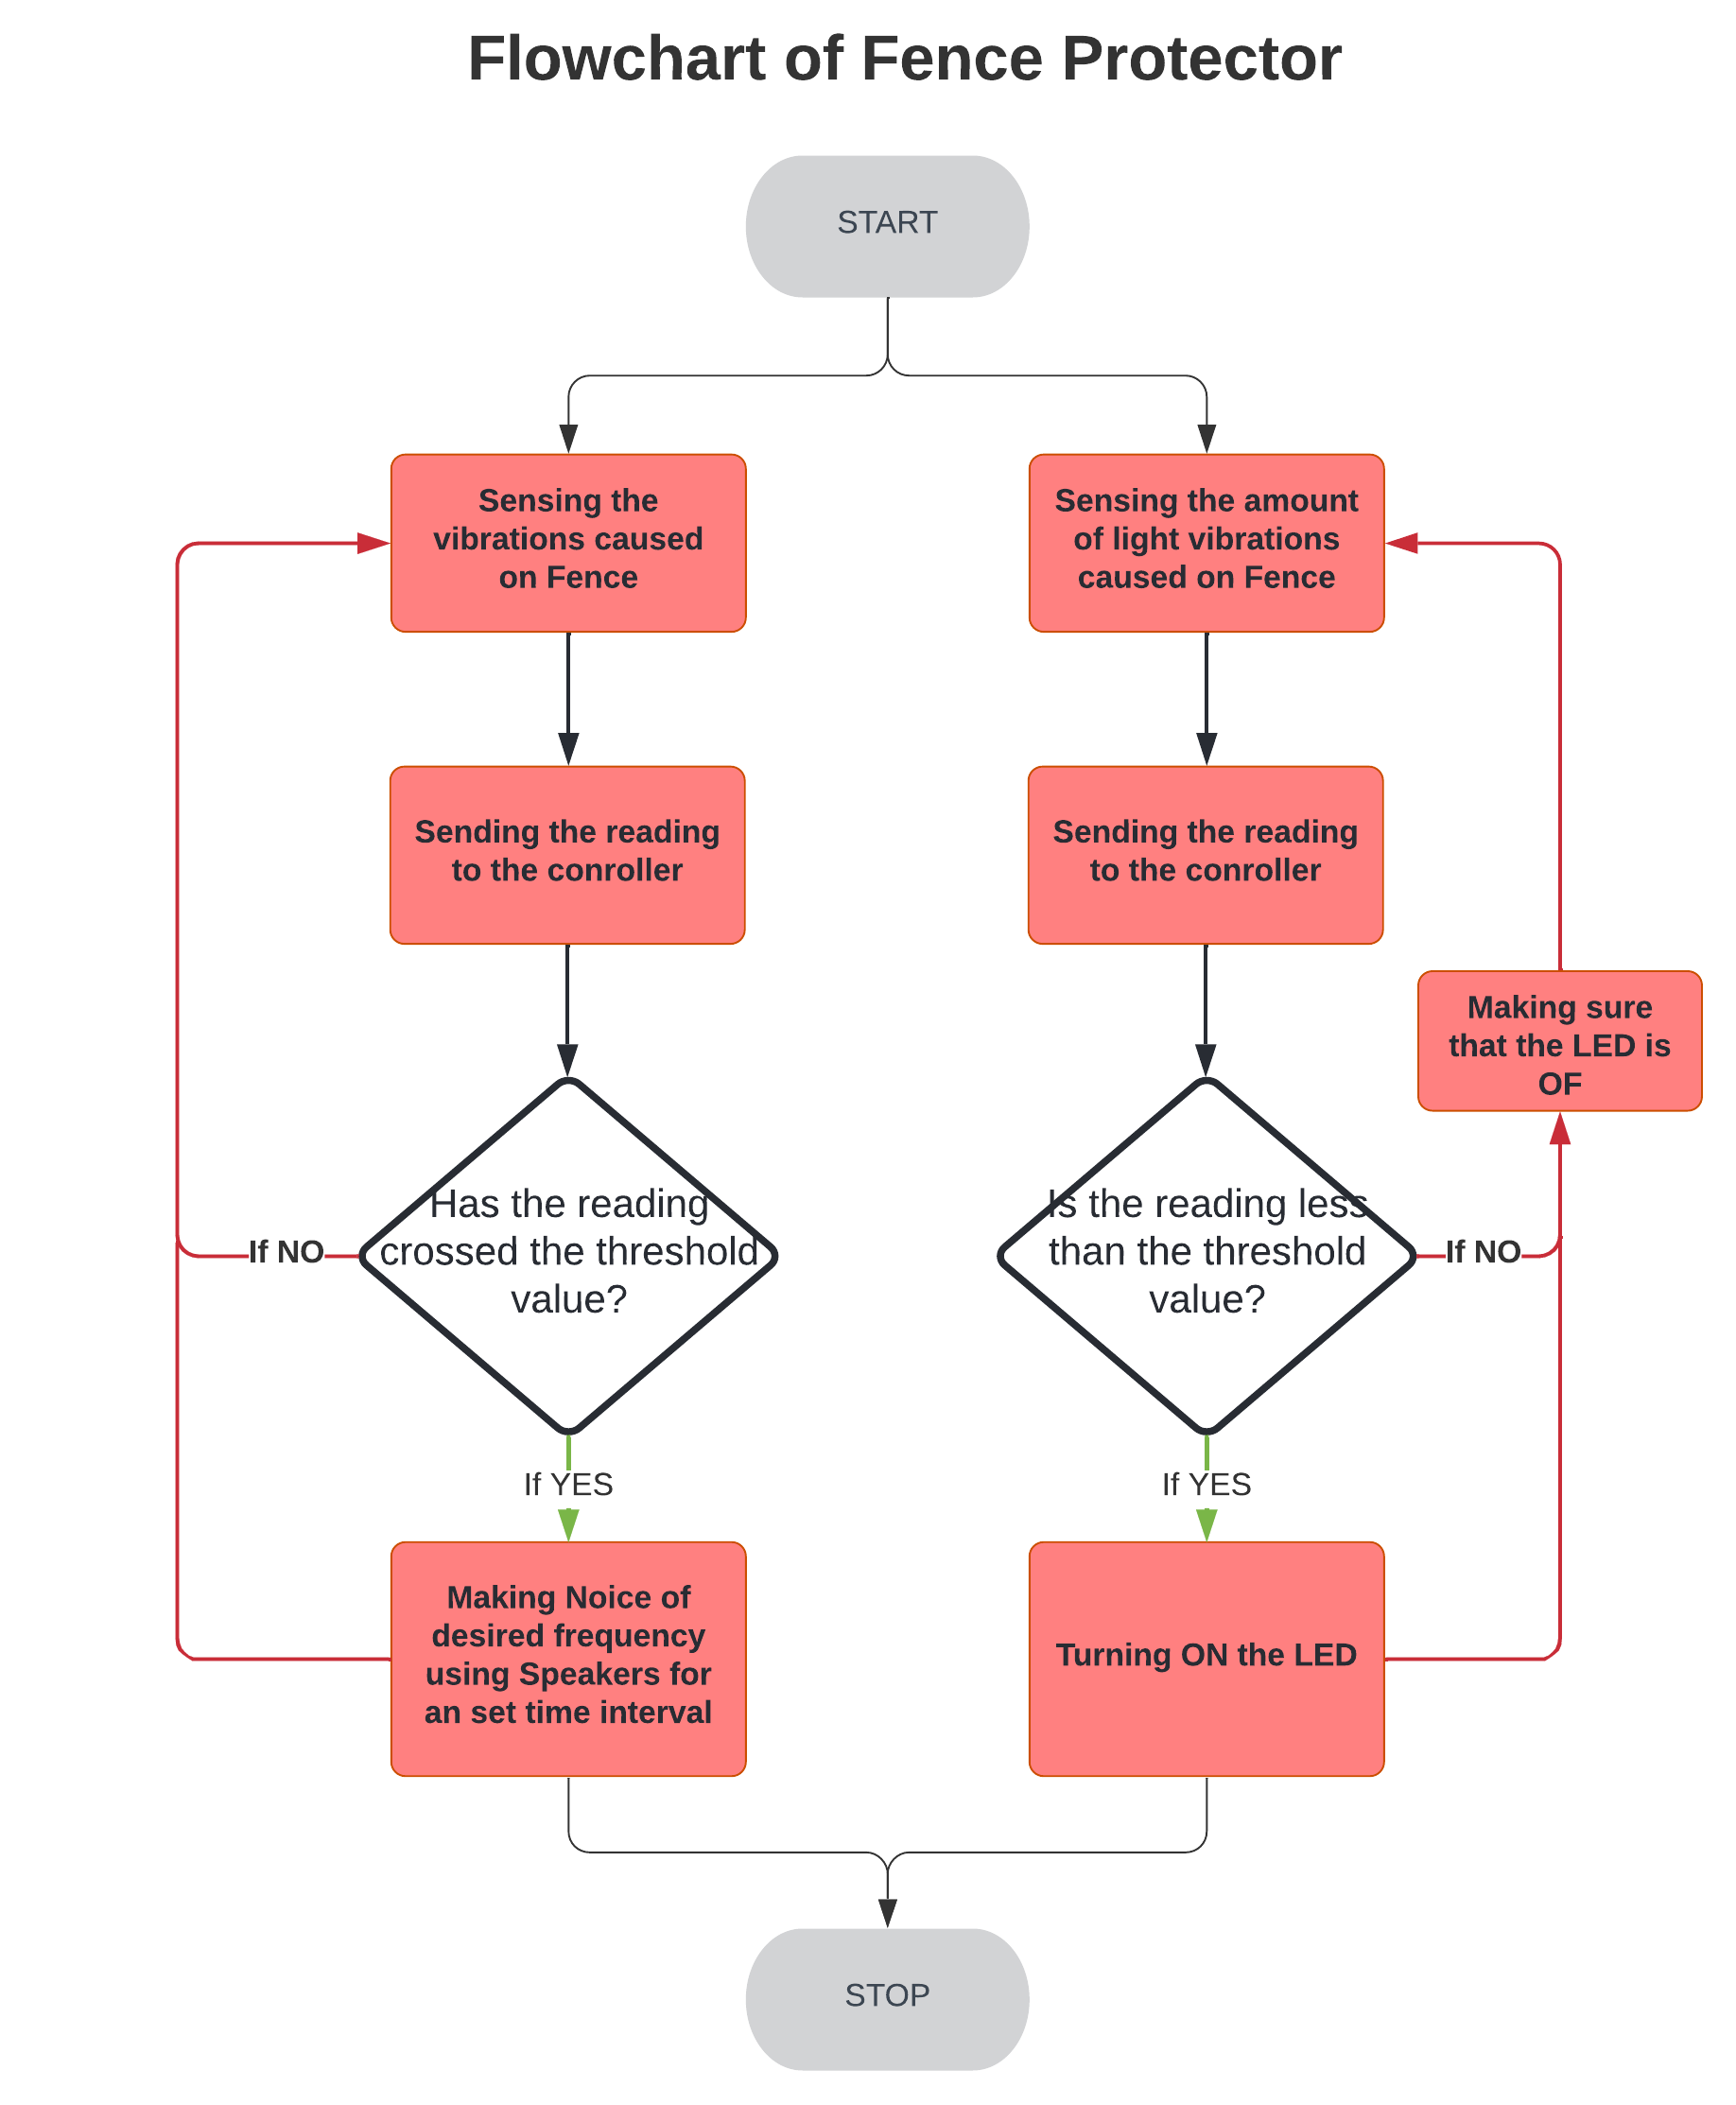 Flowchart of Fence Protector
START
Sensing the
vibrations caused
on Fence
Sensing the amount
of light vibrations
caused on Fence
Sending the reading
to the conroller
Sending the reading
to the conroller
Making sure
that the LED is
OF
Has the reading
crossed the threshold
value?
If NO
Is the reading less
than the threshold
value?
If NO
If YES
If YES
Making Noice of
desired frequency
using Speakers for
an set time interval
Turning ON the LED
STOP